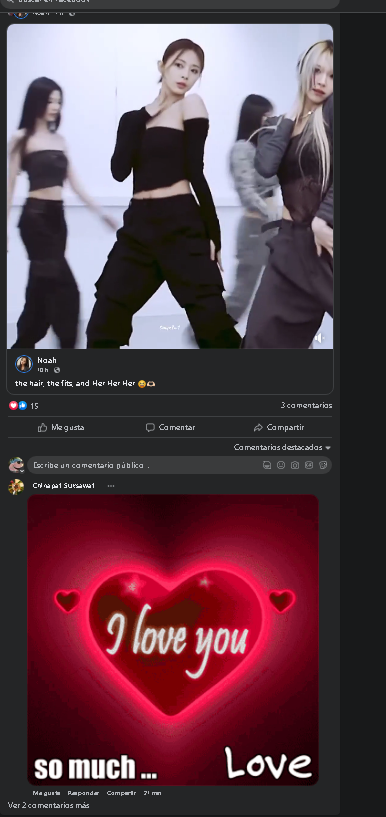 Noah
10 h
the hair, the fits, and Her Her Her
15
3 comentarios
Me gusta
Comentar
Compartir
Comentarios destacados
Escribe un comentario público...
Chinapat Sursawat
I love you
so much ...
Love
Me gusta Responder Compartir 21 min
Ver 2 comentarios más